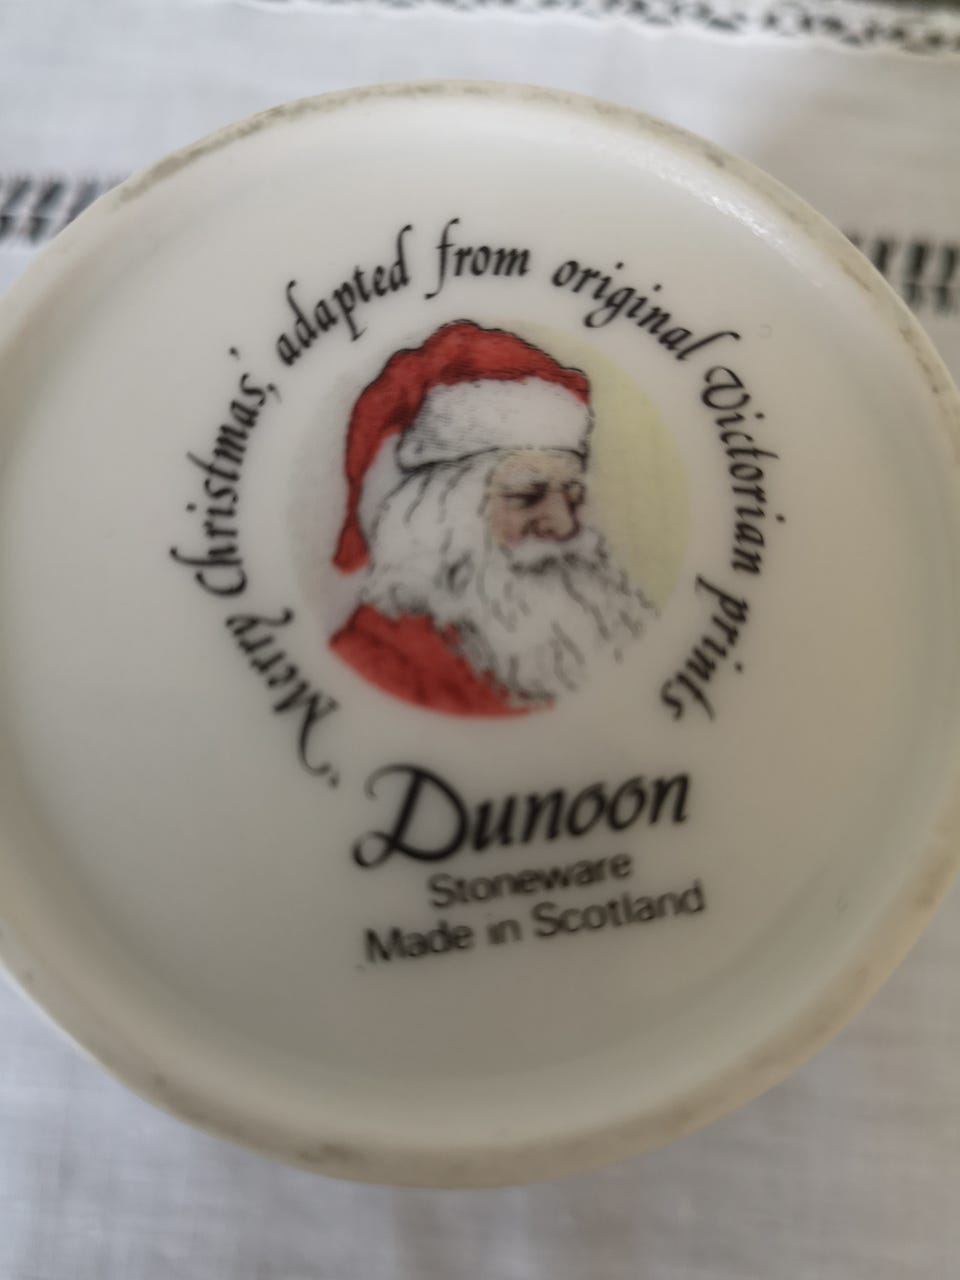 'Merry Christmas', adapted from original Victorian prints
Dunoon
Stoneware
Made in Scotland